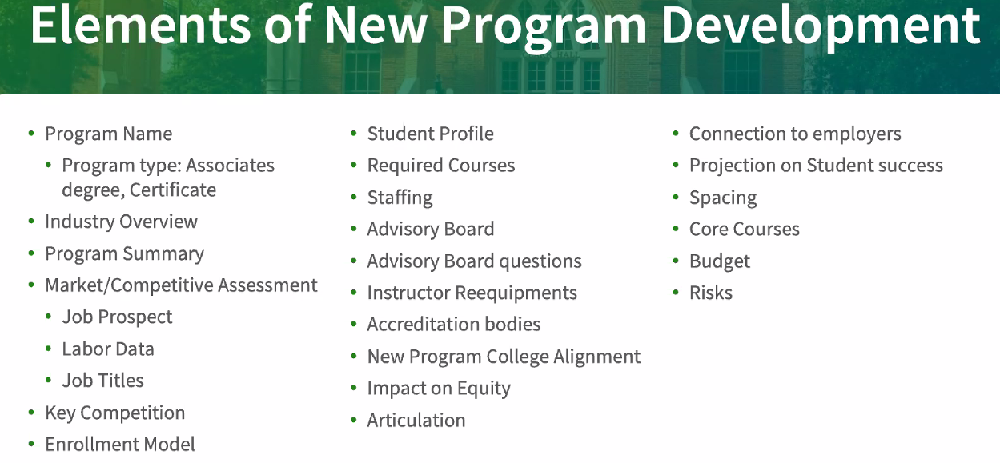 Elements of New Program Development
• Program Name
• Program type: Associates
degree, Certificate
• Industry Overview
• Program Summary
• Market/Competitive Assessment
• Job Prospect
• Labor Data
• Job Titles
• Key Competition
• Enrollment Model
• Student Profile
• Required Courses
• Staffing
• Advisory Board
• Advisory Board questions
• Instructor Reequipments
• Accreditation bodies
• New Program College Alignment
• Impact on Equity
• Articulation
• Connection to employers
• Projection on Student success
• Spacing
• Core Courses
• Budget
• Risks